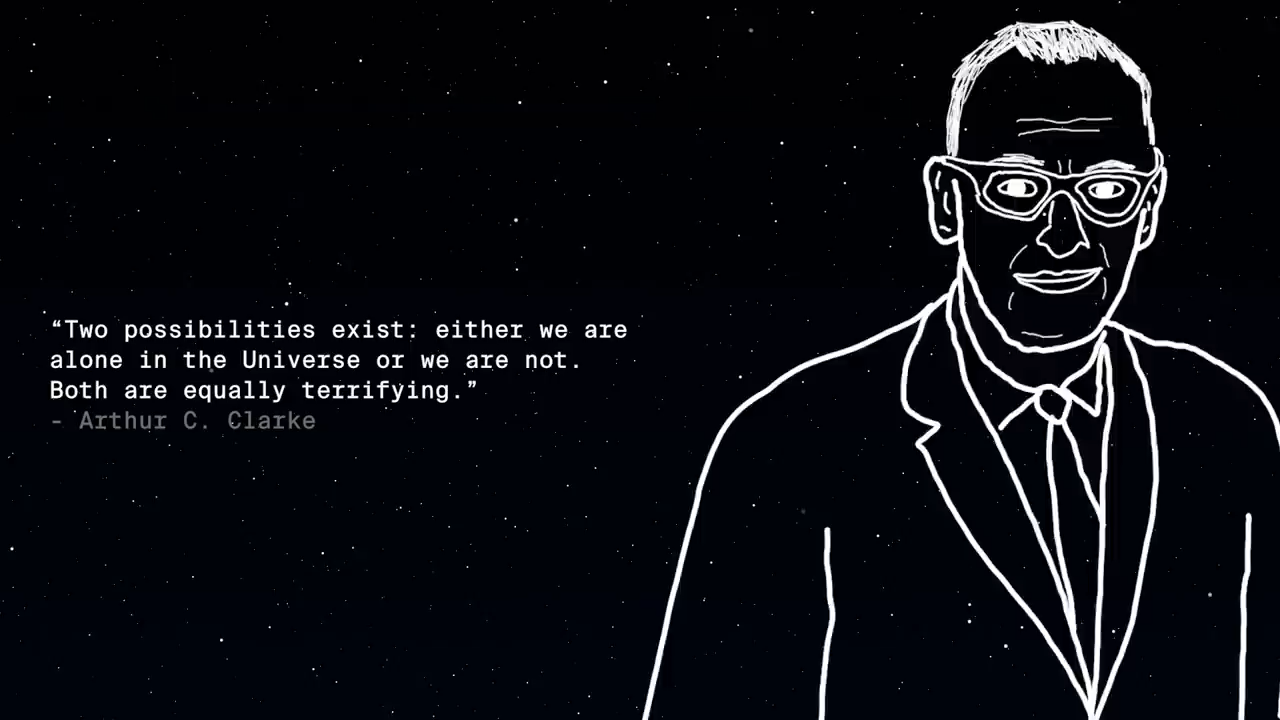 “Two possibilities exist: either we are
alone in the Universe or we are not.
Both are equally terrifying.”
- Arthur C. Clarke